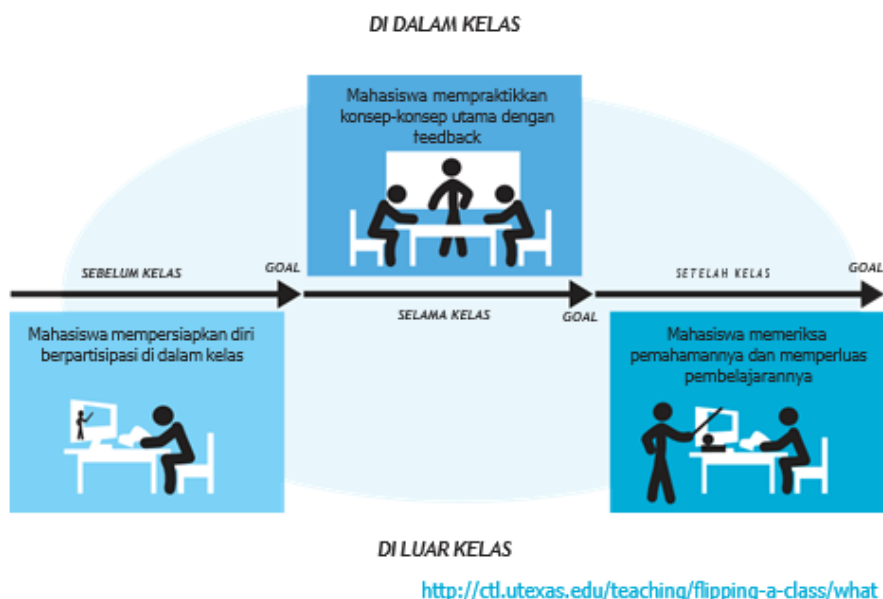 DI DALAM KELAS
Mahasiswa mempraktikkan
konsep-konsep utama dengan
feedback
SEBELUM KELAS
GOAL
SELAMA KELAS
GOAL
SETELAH KELAS
GOAL
Mahasiswa mempersiapkan diri
berpartisipasi di dalam kelas
Mahasiswa memeriksa
pemahamannya dan memperluas
pembelajarannya
DI LUAR KELAS
http://ctl.utexas.edu/teaching/flipping-a-class/what